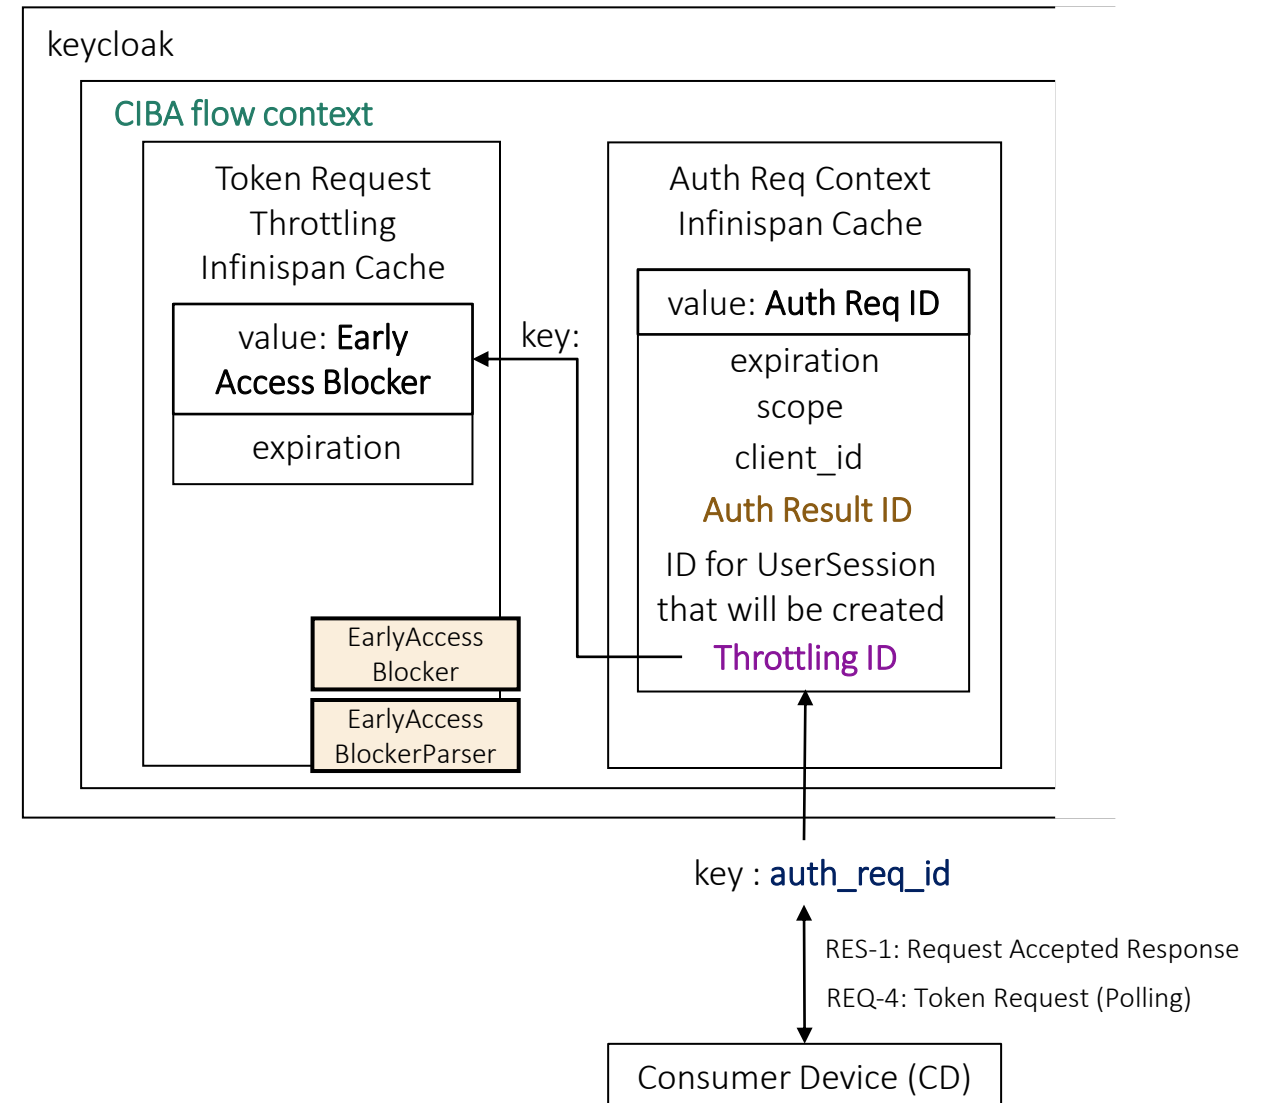 keycloak
CIBA flow context
Token Request
Throttling
Infinispan Cache
value: Early
Access Blocker
expiration
EarlyAccess
Blocker
EarlyAccess
BlockerParser
key:
Auth Req Context
Infinispan Cache
value: Auth Req ID
expiration
scope
client_id
Auth Result ID
ID for UserSession
that will be created
Throttling ID
key : auth_req_id
RES-1: Request Accepted Response
REQ-4: Token Request (Polling)
Consumer Device (CD)